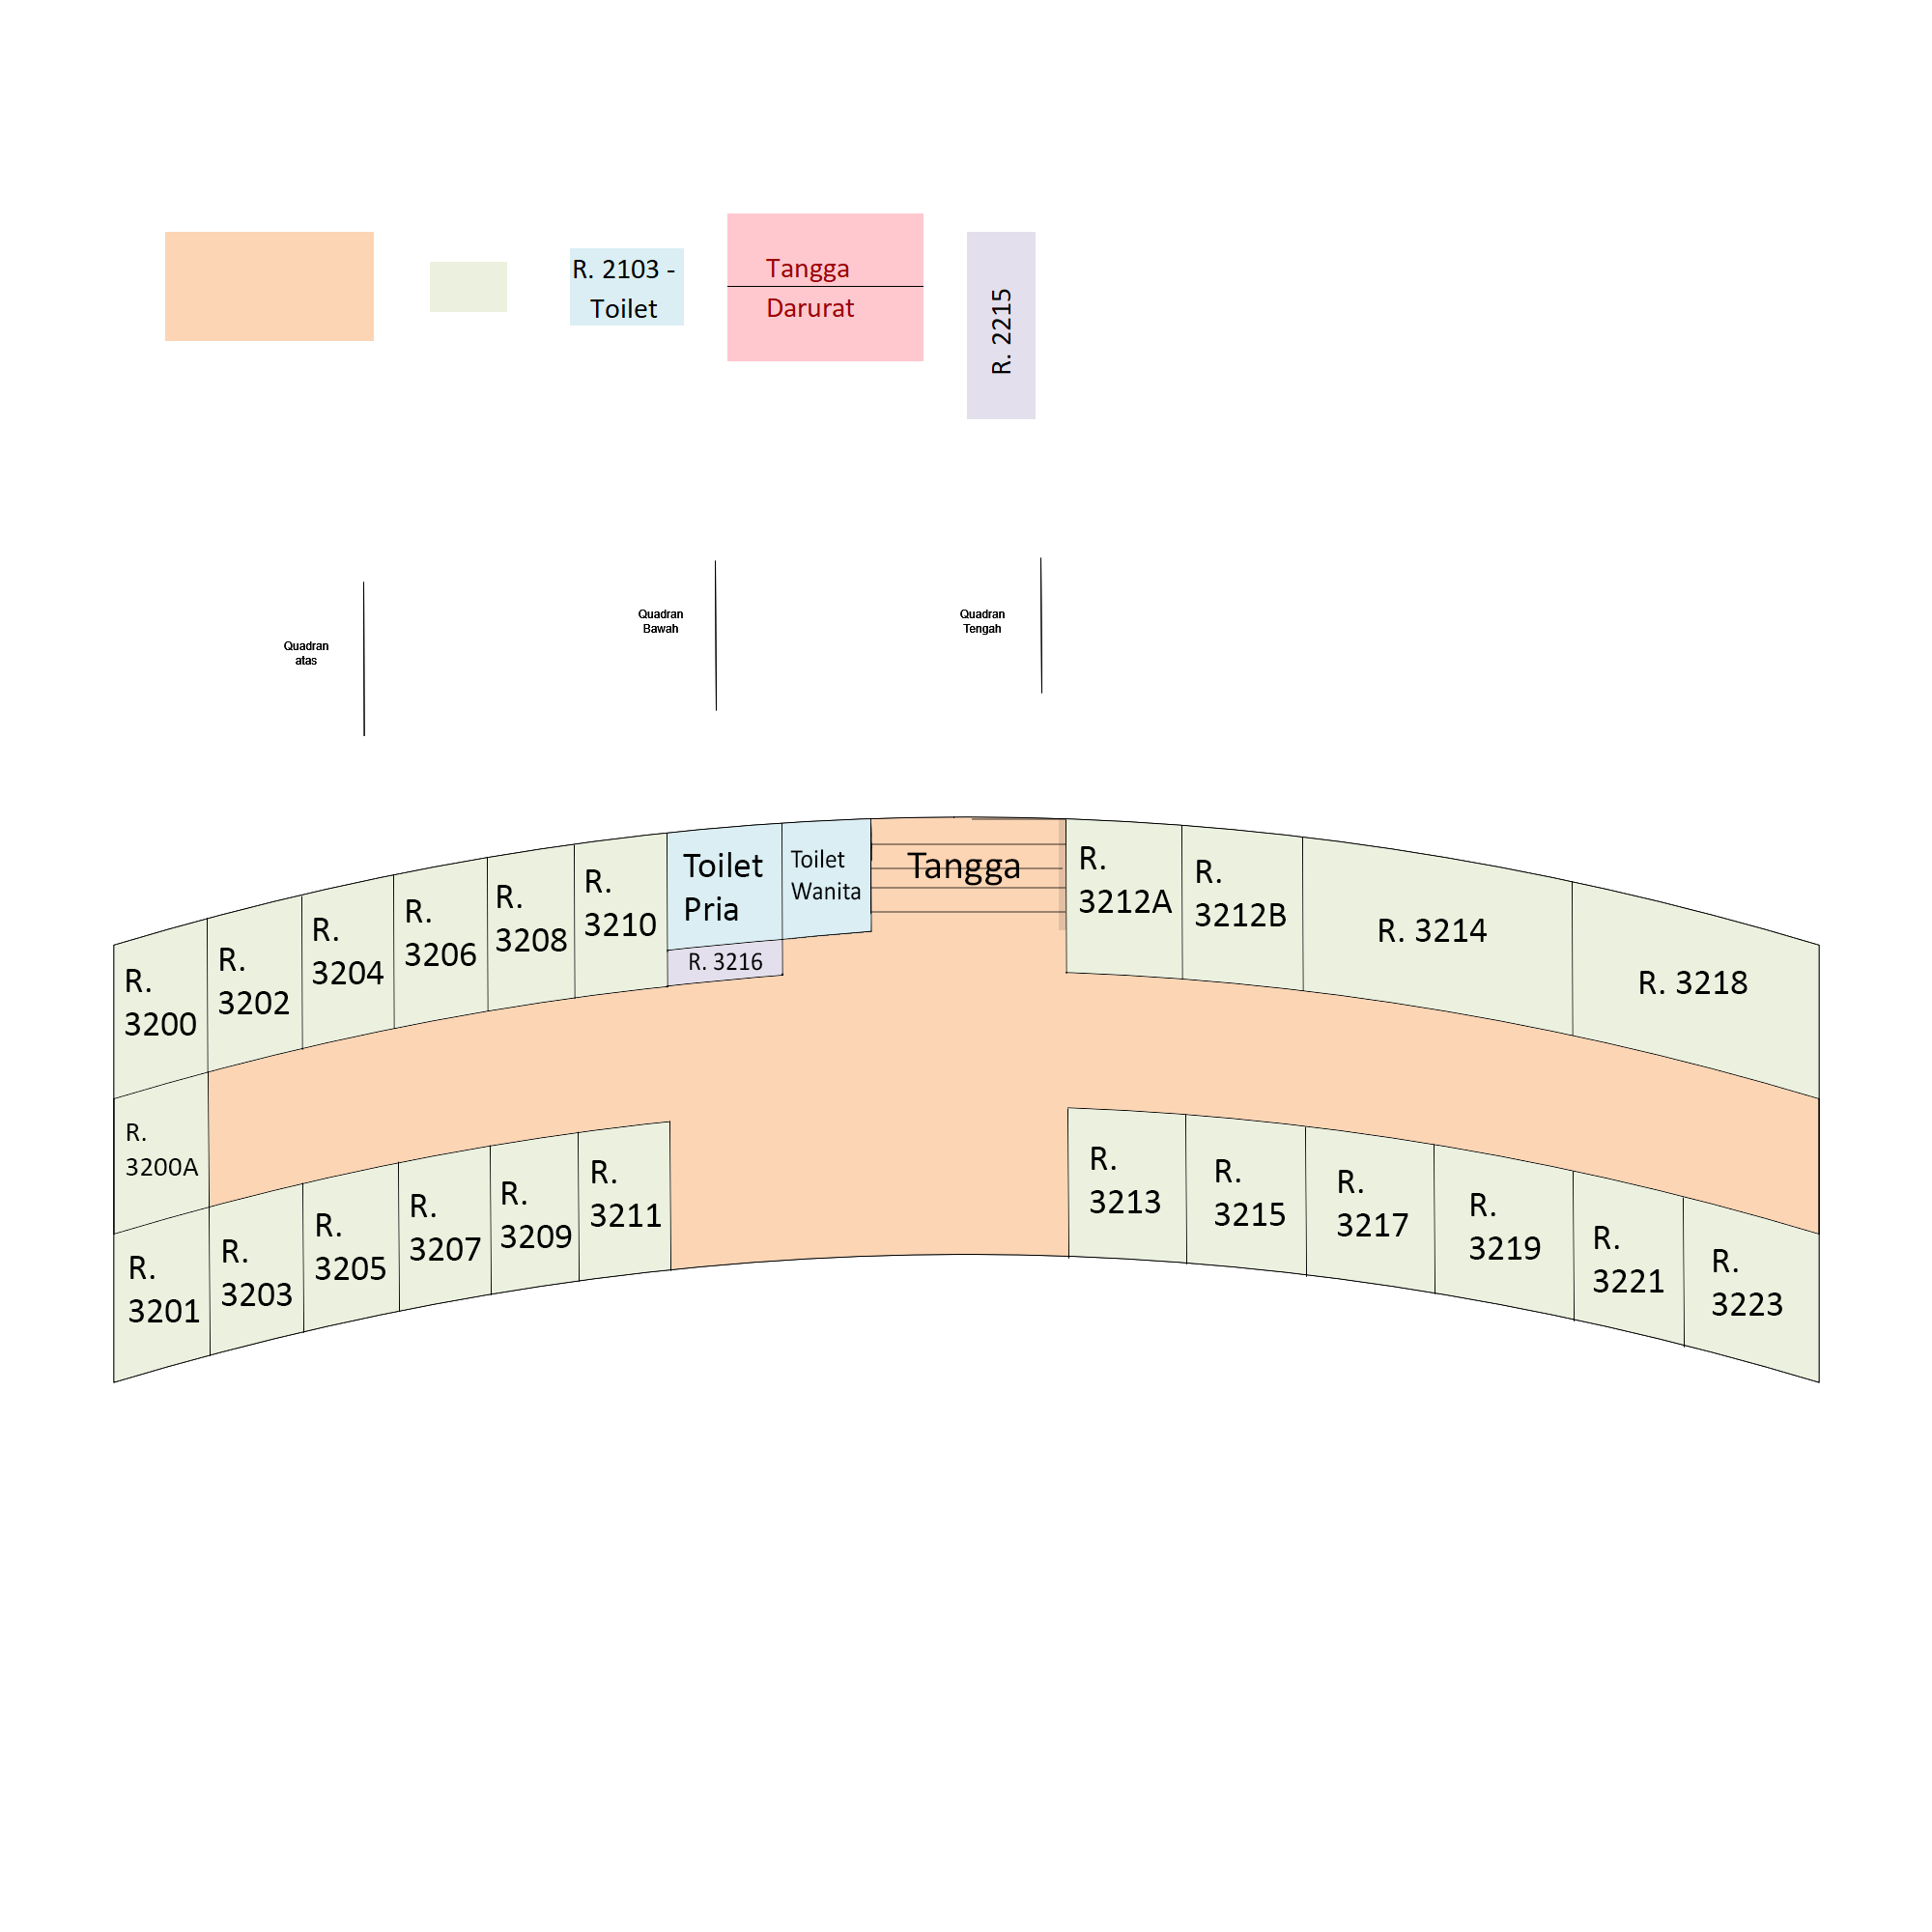 R. 2103 -
Toilet
Tangga
Darurat
R. 2215
Quadran
atas
Quadran
Bawah
Quadran
Tengah
R.
3200
R.
3202
R.
3204
R.
3206
R.
3208
R.
3210
Toilet
Pria
Toilet
Wanita
Tangga
R.
3212A
R.
3212B
R. 3214
R. 3218
R. 3216
R.
3200A
R.
3201
R.
3203
R.
3205
R.
3207
R.
3209
R.
3211
R.
3213
R.
3215
R.
3217
R.
3219
R.
3221
R.
3223